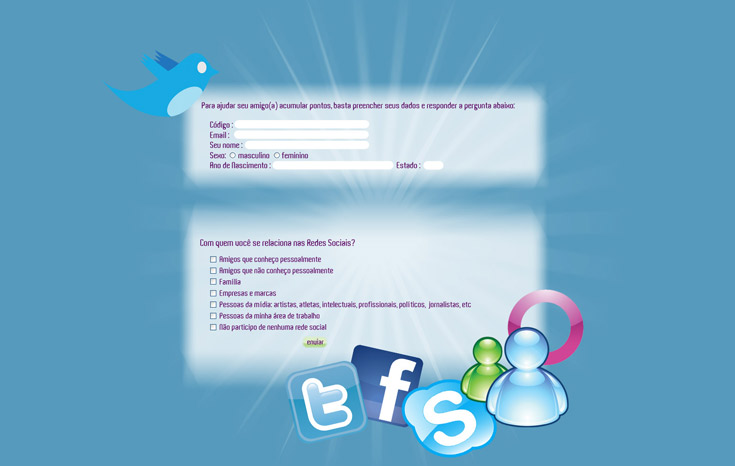 Para ajudar seu amigo(a) acumular pontos, basta preencher seus dados e responder a pergunta abaixo:
Código :
Email :
Seu nome :
Sexo: masculino feminino
Ano de Nascimento : Estado :
Com quem você se relaciona nas Redes Sociais?
Amigos que conheço pessoalmente
Amigos que não conheço pessoalmente
Família
Empresas e marcas
Pessoas da mídia: artistas, atletas, intelectuais, profissionais, políticos, jornalistas, etc
Pessoas da minha área de trabalho
Não participo de nenhuma rede social
enviar
t f S